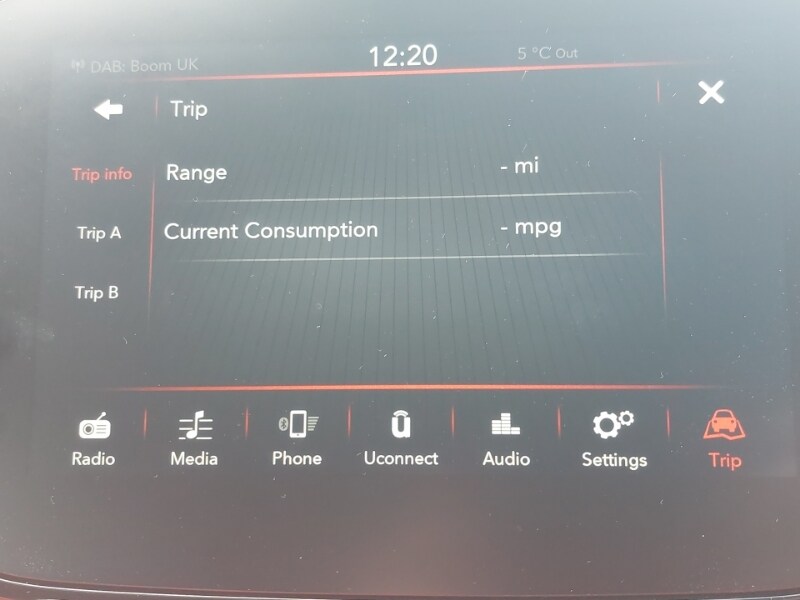 DAB: Boom UK 12:20 5 °C Out
Trip
Trip info Range - mi
Trip A Current Consumption - mpg
Trip B
Radio Media Phone Uconnect Audio Settings Trip